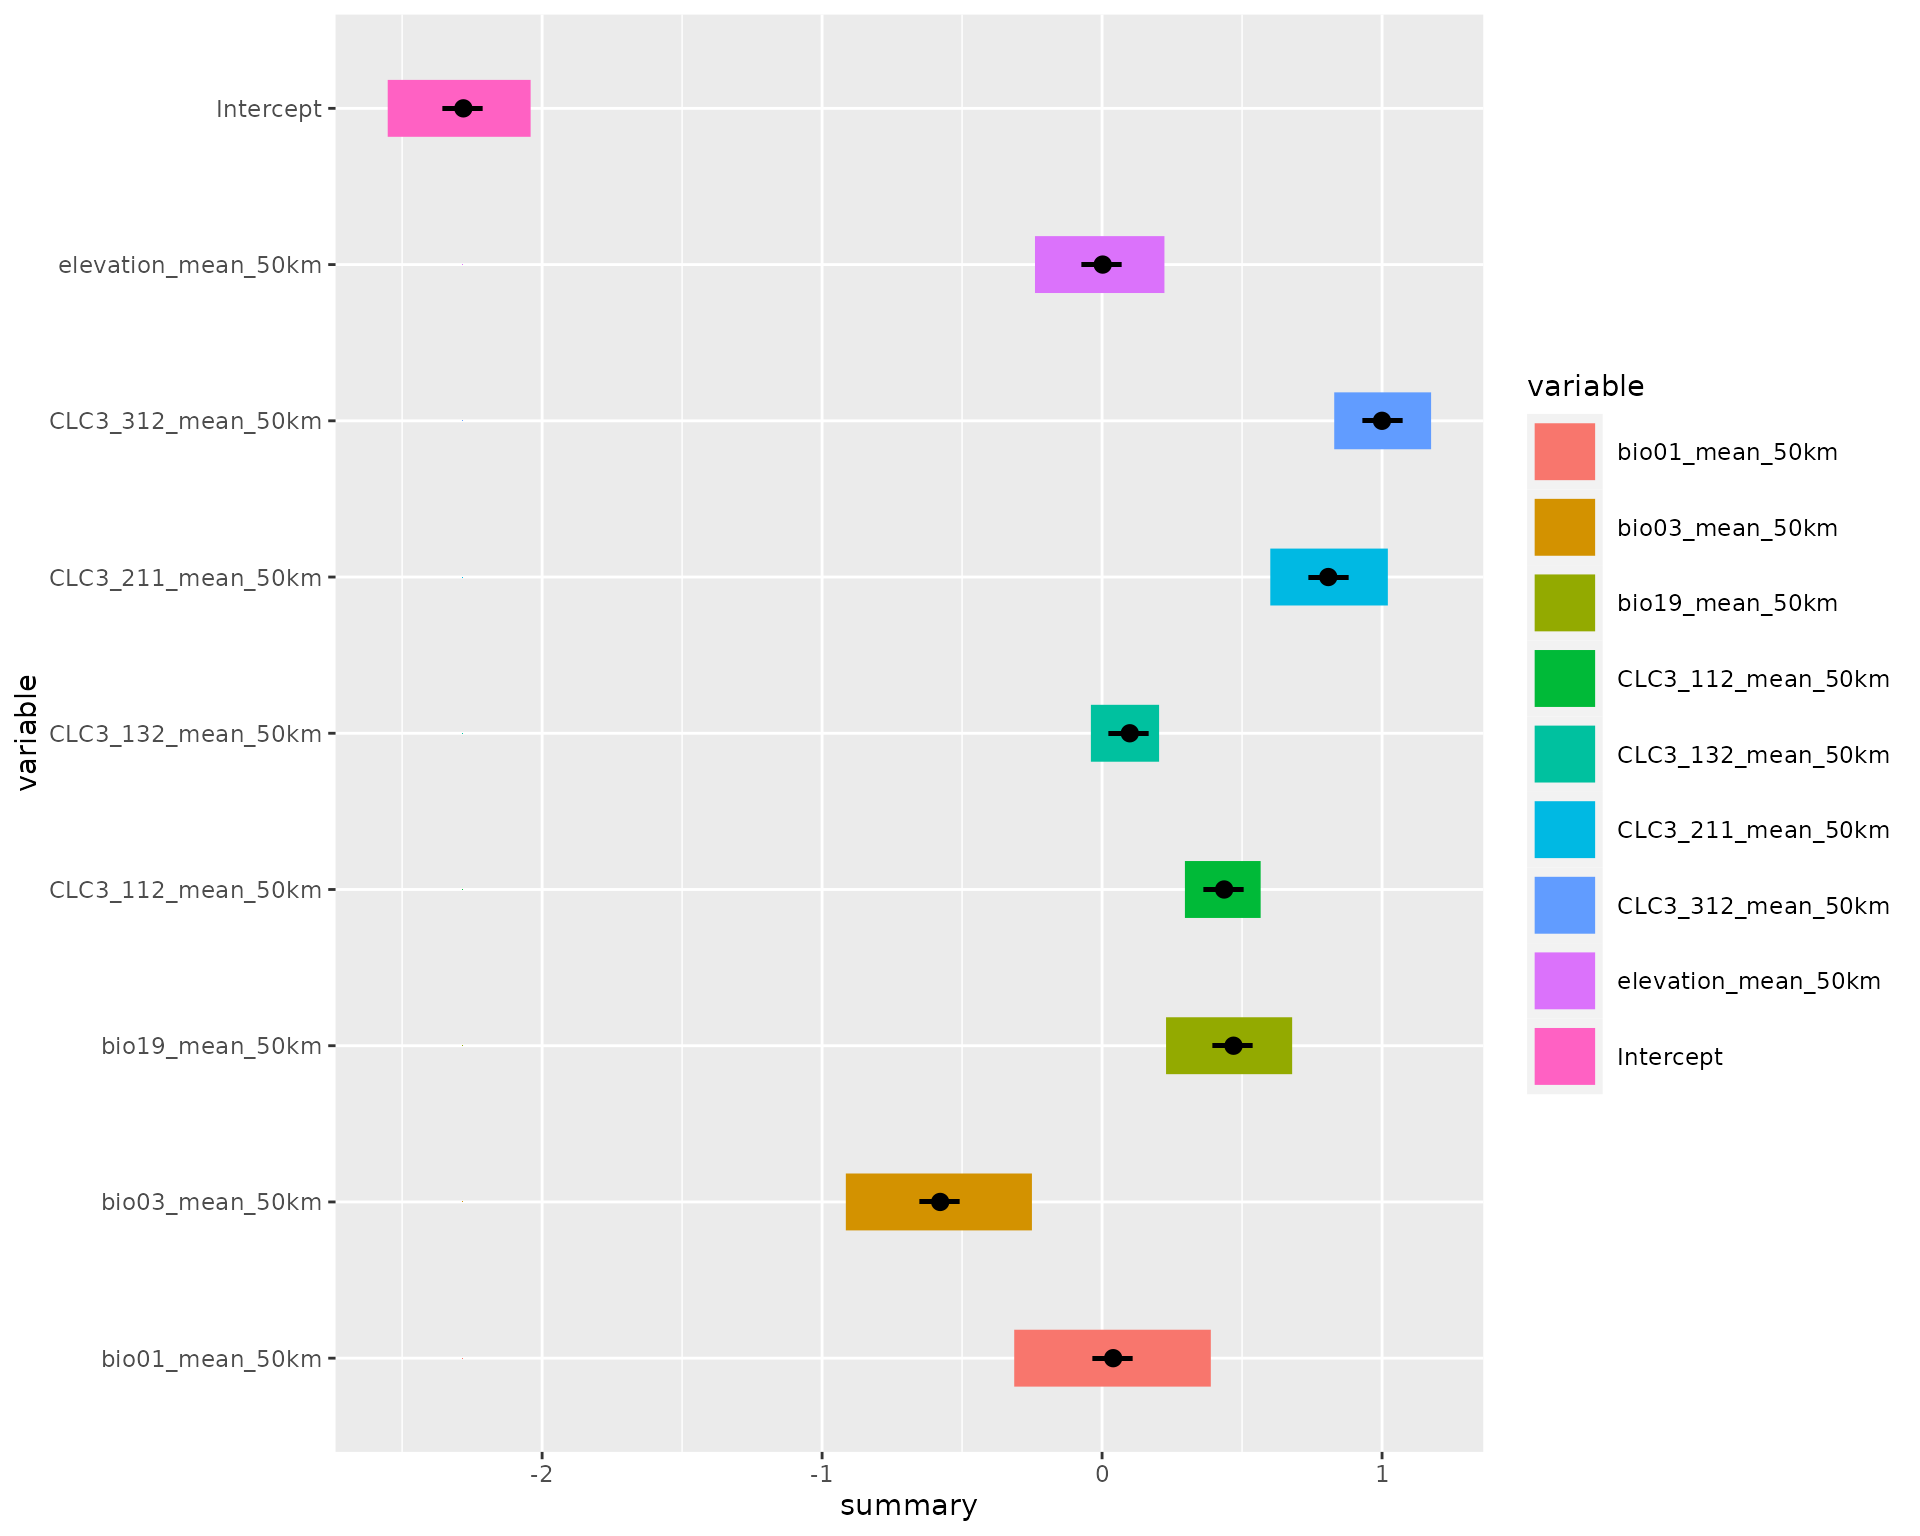 Intercept
elevation_mean_50km
CLC3_312_mean_50km
CLC3_211_mean_50km
CLC3_132_mean_50km
CLC3_112_mean_50km
bio19_mean_50km
bio03_mean_50km
bio01_mean_50km
variable
-2 -1 0 1
summary
variable
bio01_mean_50km
bio03_mean_50km
bio19_mean_50km
CLC3_112_mean_50km
CLC3_132_mean_50km
CLC3_211_mean_50km
CLC3_312_mean_50km
elevation_mean_50km
Intercept